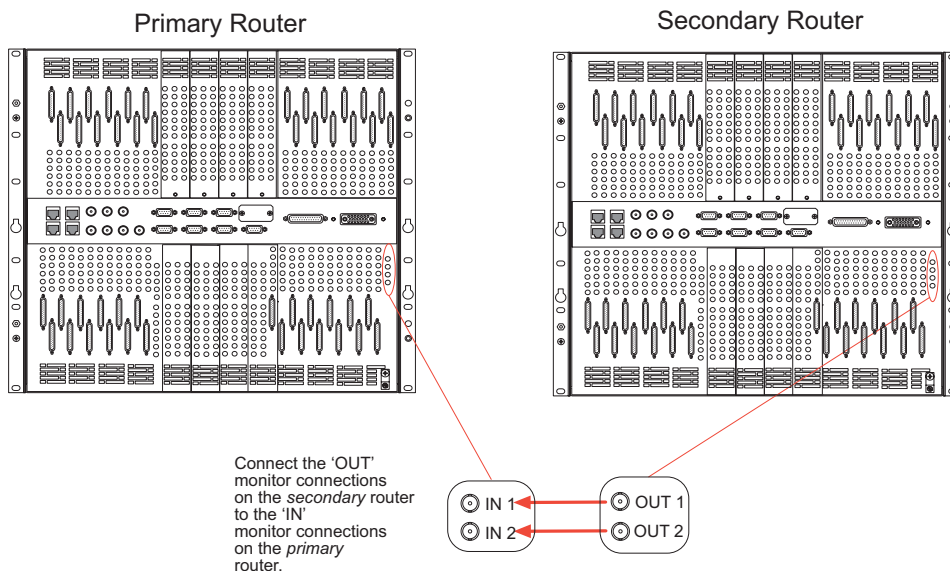 Primary Router
Secondary Router
Connect the ‘OUT’
monitor connections
on the secondary router
to the ‘IN’
monitor connections
on the primary
router.
IN 1
OUT 1
IN 2
OUT 2